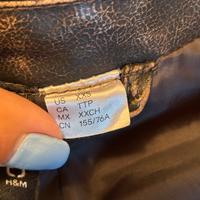 US XXS
CA TTP
MX XXCH
CN 155/76A
H&M